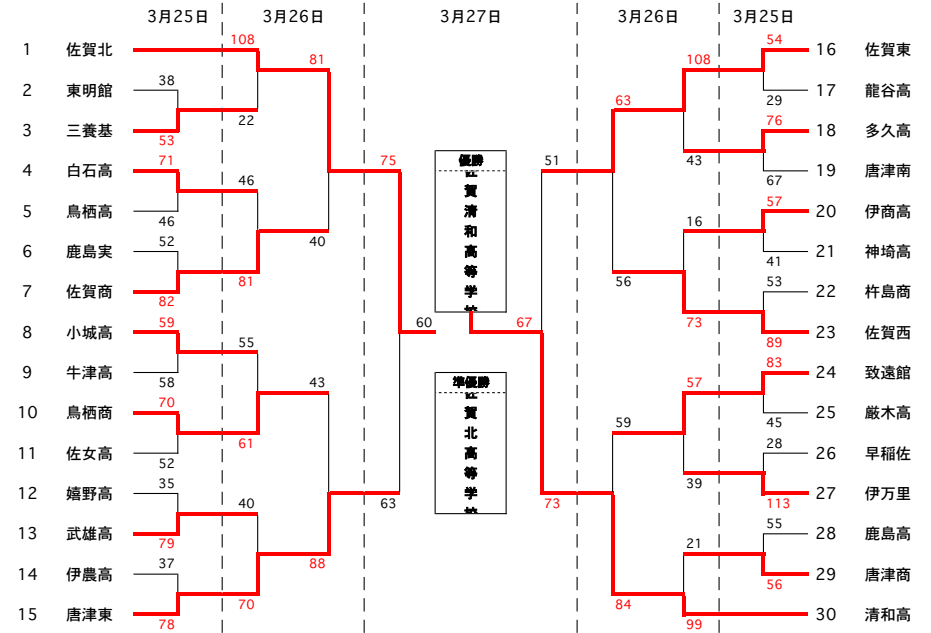 3月25日 3月26日 3月27日 3月26日 3月25日
1 佐賀北 108 81 63 108 54 16 佐賀東
2 東明館 38 22 43 29 17 龍谷高
3 三養基 53 76 18 多久高
4 白石高 71 46 75 51 67 19 唐津南
5 鳥栖高 46 40 56 16 57 20 伊商高
6 鹿島実 52 41 21 神埼高
7 佐賀商 82 81 73 53 22 杵島商
8 小城高 59 60 67 89 23 佐賀西
9 牛津高 58 55 43 57 83 24 致遠館
10 鳥栖商 70 61 59 45 25 厳木高
11 佐女高 52 28 26 早稲佐
12 嬉野高 35 63 73 39 113 27 伊万里
13 武雄高 79 40 88 21 55 28 鹿島高
14 伊農高 37 56 29 唐津商
15 唐津東 78 70 84 99 30 清和高
優勝
佐賀清和高等学校
準優勝
佐賀北高等学校